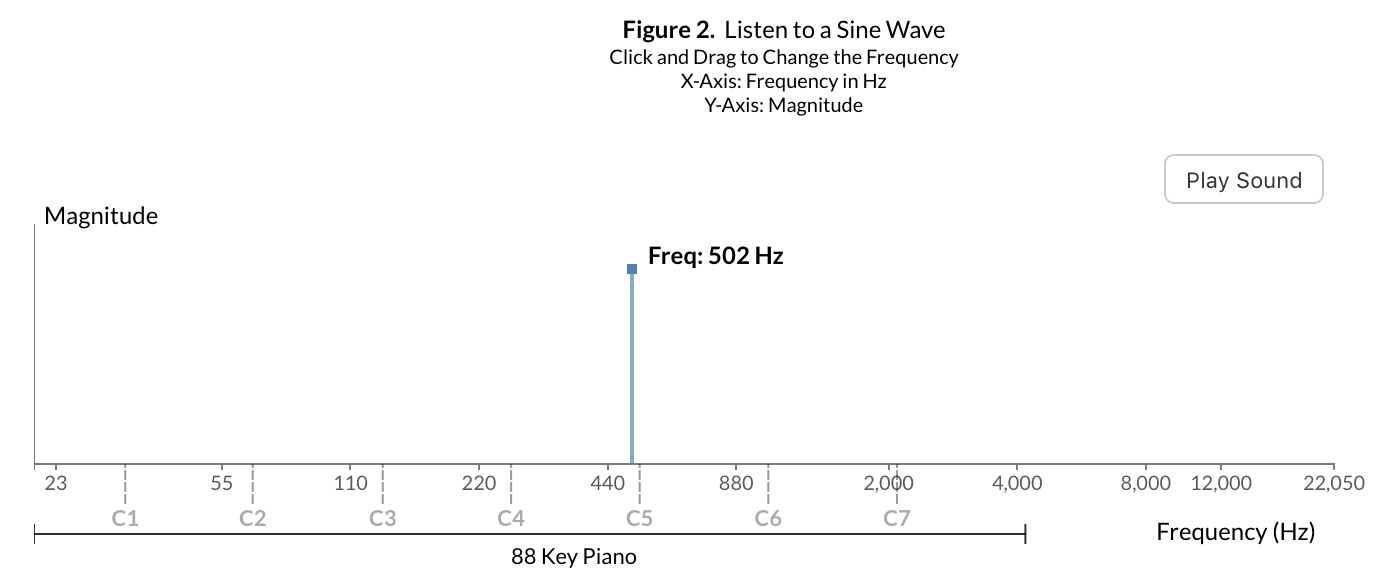 Figure 2. Listen to a Sine Wave
Click and Drag to Change the Frequency
X-Axis: Frequency in Hz
Y-Axis: Magnitude
Play Sound
Magnitude
Freq: 502 Hz
23 55 110 220 440 880 2,000 4,000 8,000 12,000 22,050
C1 C2 C3 C4 C5 C6 C7
Frequency (Hz)
88 Key Piano